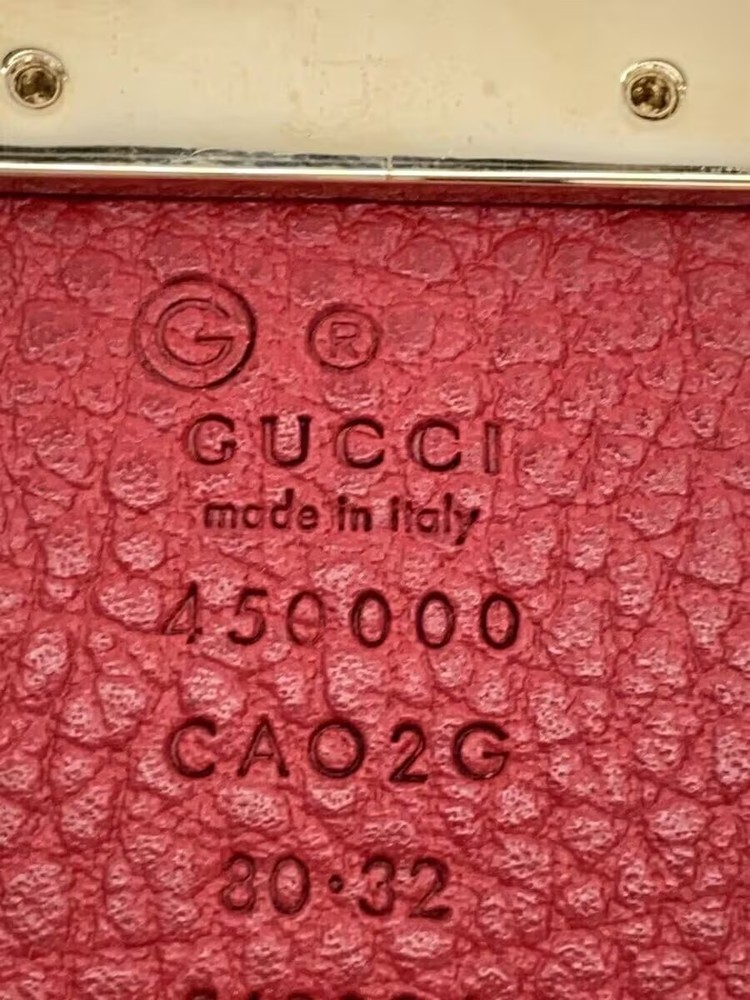 G ®
GUCCI
made in italy
450000
CAO2G
80·32